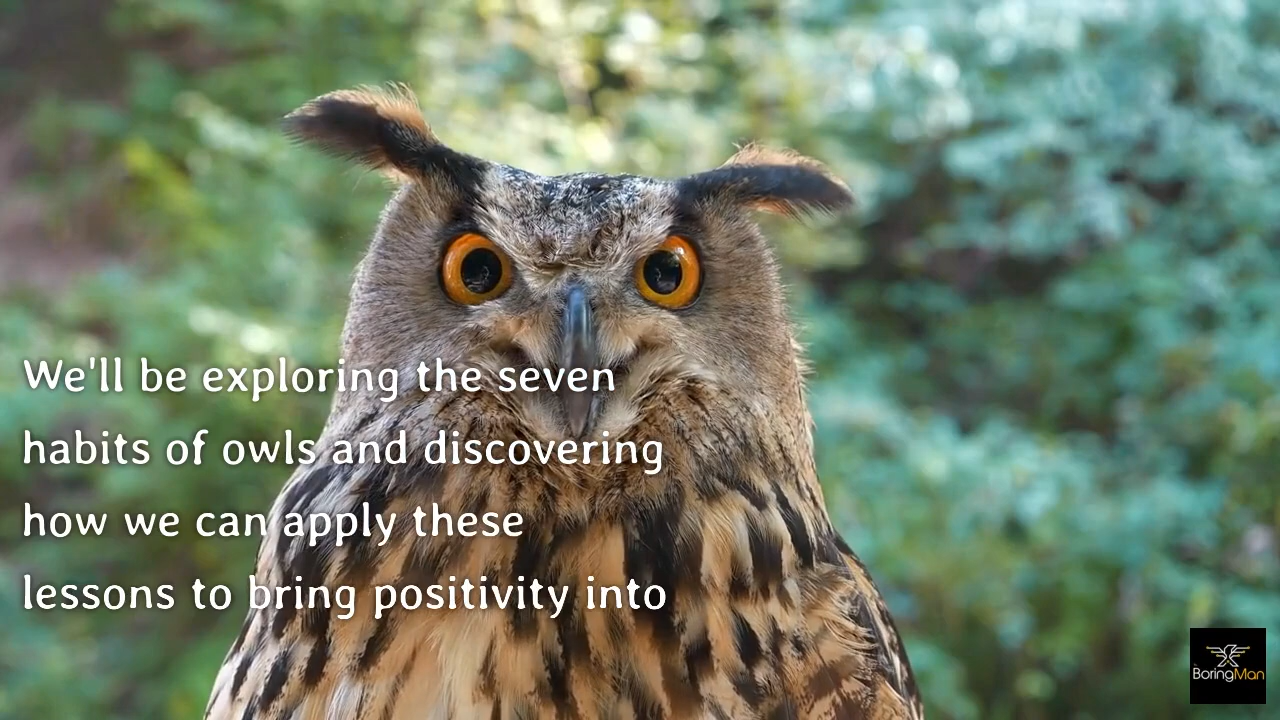 We'll be exploring the seven
habits of owls and discovering
how we can apply these
lessons to bring positivity into
BoringMan